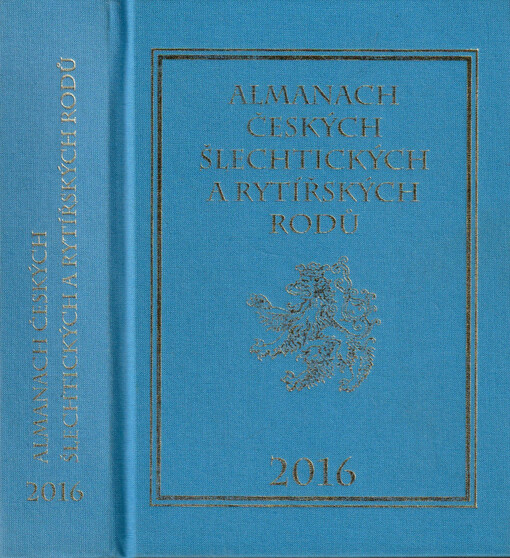 ALMANACH ČESKÝCH
ŠLECHTICKÝCH A RYTÍŘSKÝCH RODŮ
2016
ALMANACH
ČESKÝCH
ŠLECHTICKÝCH
A RYTÍŘSKÝCH
RODŮ
2016